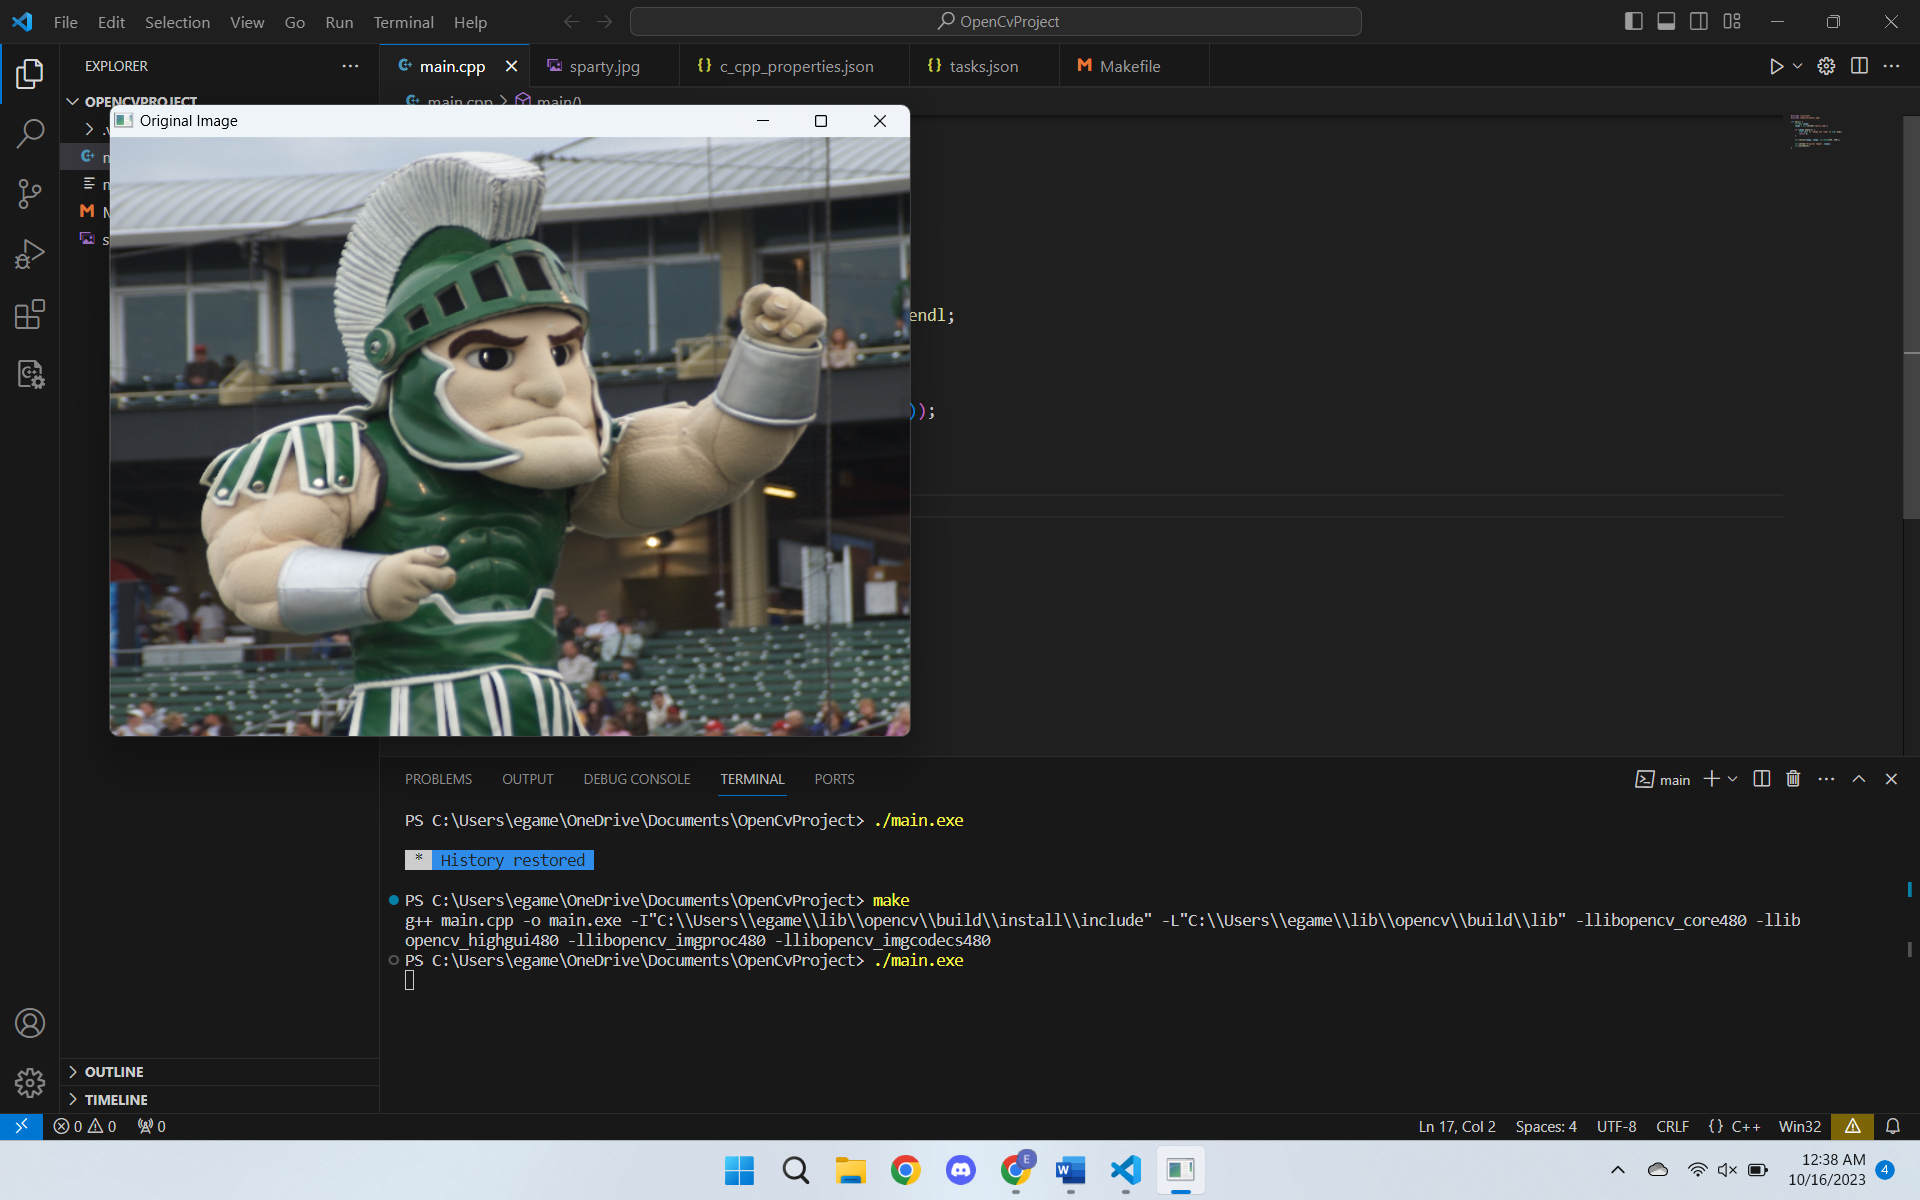 File Edit Selection View Go Run Terminal Help
OpenCvProject
EXPLORER
main.cpp
sparty.jpg
c_cpp_properties.json
tasks.json
Makefile
OPENCVPROJECT
main.cpp > main()
Original Image
endl;
));
PROBLEMS OUTPUT DEBUG CONSOLE TERMINAL PORTS
main
PS C:\Users\egame\OneDrive\Documents\OpenCvProject> ./main.exe
* History restored
PS C:\Users\egame\OneDrive\Documents\OpenCvProject> make
g++ main.cpp -o main.exe -I"C:\\Users\\egame\\lib\\opencv\\build\\install\\include" -L"C:\\Users\\egame\\lib\\opencv\\build\\lib" -llibopencv_core480 -llib
opencv_highgui480 -llibopencv_imgproc480 -llibopencv_imgcodecs480
PS C:\Users\egame\OneDrive\Documents\OpenCvProject> ./main.exe
OUTLINE
TIMELINE
0 0 0
Ln 17, Col 2 Spaces: 4 UTF-8 CRLF {} C++ Win32
12:38 AM
10/16/2023
4